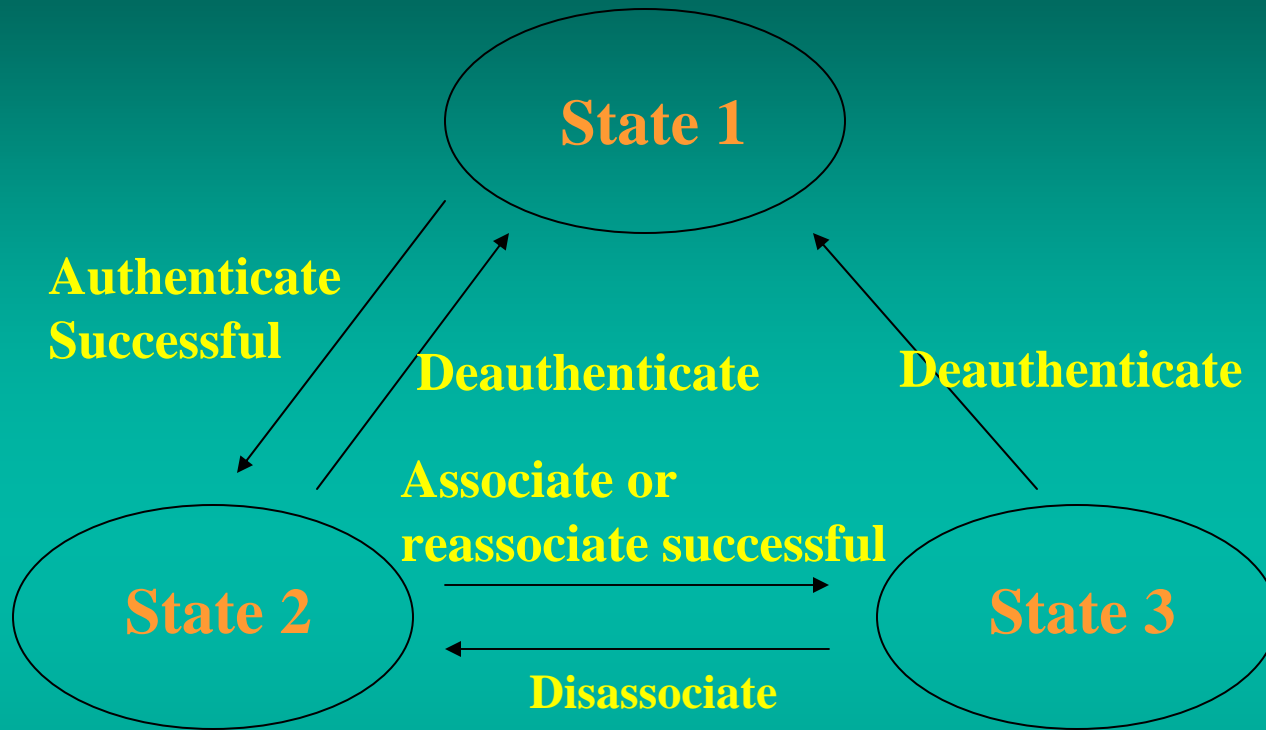 State 1
Authenticate
Successful
Deauthenticate
Deauthenticate
Associate or
reassociate successful
State 2
State 3
Disassociate